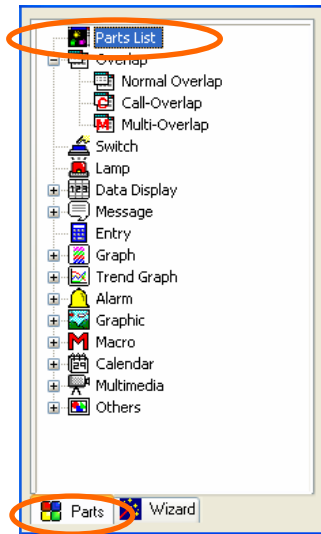 Parts List
Overlap
Normal Overlap
Call-Overlap
Multi-Overlap
Switch
Lamp
Data Display
Message
Entry
Graph
Trend Graph
Alarm
Graphic
Macro
Calendar
Multimedia
Others
Parts Wizard